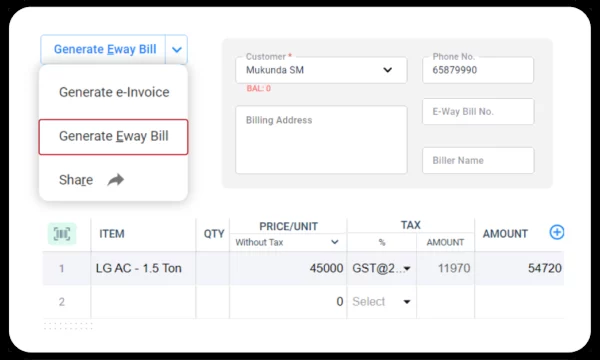 Generate Eway Bill
Generate e-Invoice
Generate Eway Bill
Share
Customer *
Mukunda SM
BAL: 0
Phone No.
65879990
Billing Address
E-Way Bill No.
Biller Name
ITEM QTY PRICE/UNIT TAX AMOUNT
Without Tax % AMOUNT
1 LG AC - 1.5 Ton 45000 GST@2... 11970 54720
2 0 Select